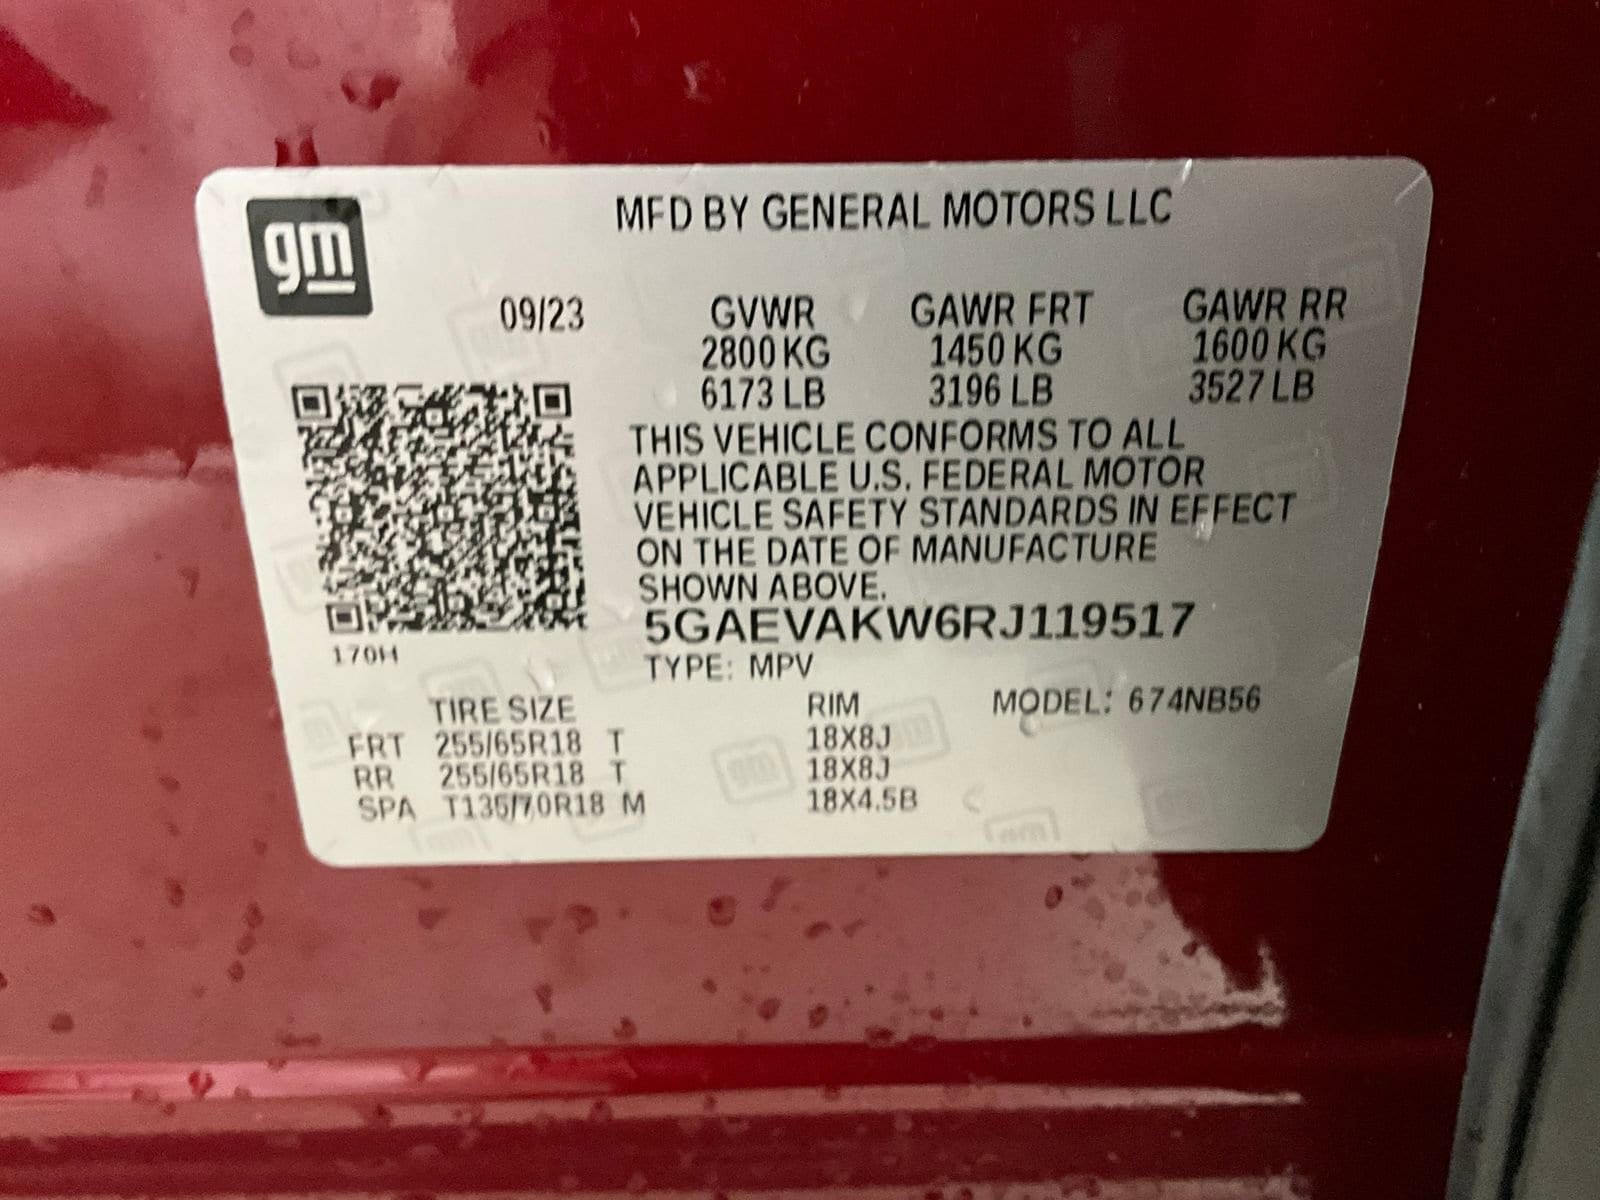 gm
MFD BY GENERAL MOTORS LLC
09/23 GVWR GAWR FRT GAWR RR
2800 KG 1450 KG 1600 KG
6173 LB 3196 LB 3527 LB
THIS VEHICLE CONFORMS TO ALL
APPLICABLE U.S. FEDERAL MOTOR
VEHICLE SAFETY STANDARDS IN EFFECT
ON THE DATE OF MANUFACTURE
SHOWN ABOVE.
5GAEVAKW6RJ119517
170H
TYPE: MPV
TIRE SIZE RIM MODEL: 674NB56
FRT 255/65R18 T 18X8J
RR 255/65R18 T 18X8J
SPA T135/70R18 M 18X4.5B